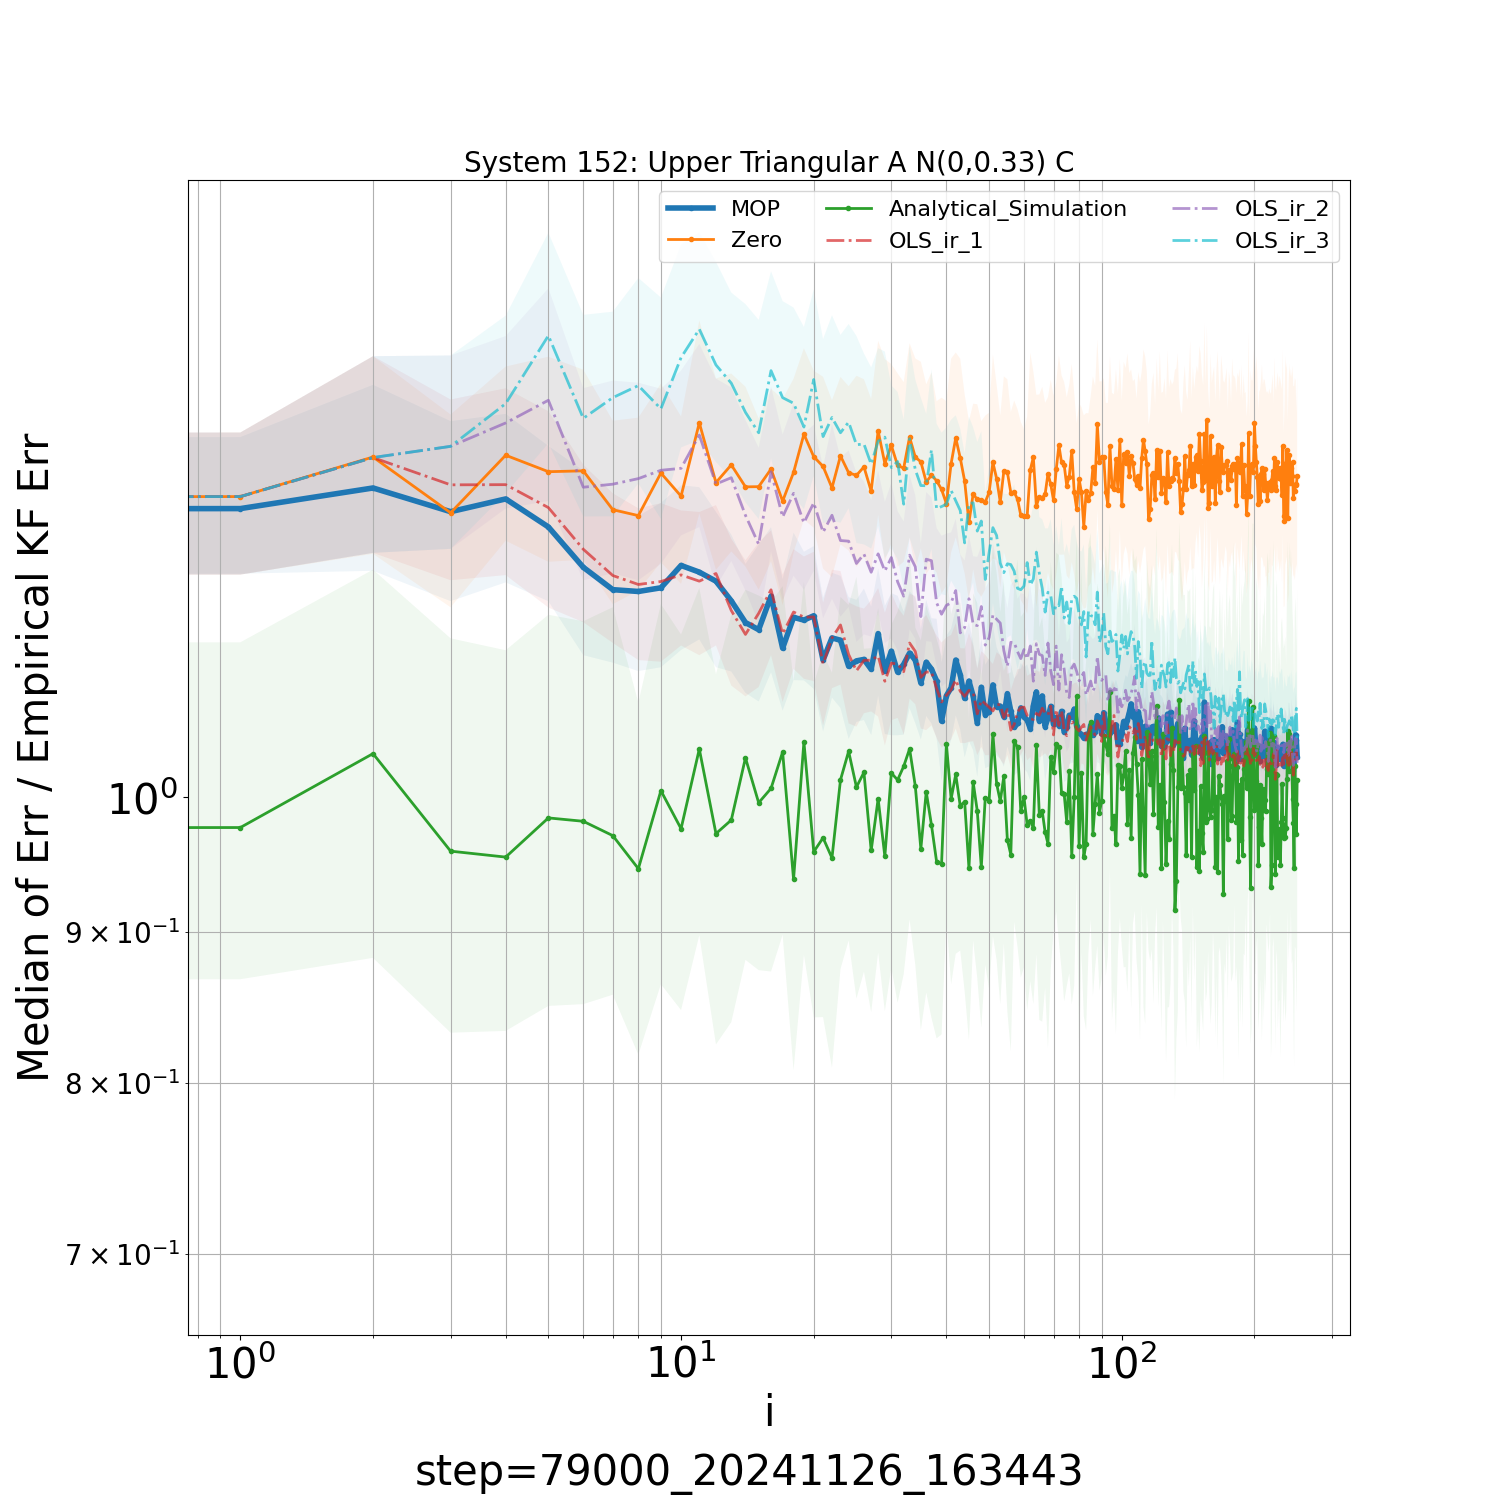 System 152: Upper Triangular A N(0,0.33) C
MOP
Zero
Analytical_Simulation
OLS_ir_1
OLS_ir_2
OLS_ir_3
Median of Err / Empirical KF Err
10⁰
9 × 10⁻¹
8 × 10⁻¹
7 × 10⁻¹
10⁰ 10¹ 10²
i
step=79000_20241126_163443